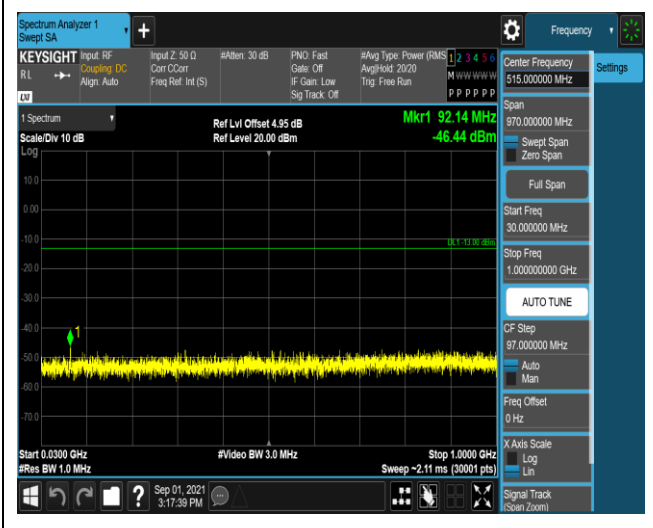 Spectrum Analyzer 1
Swept SA
+
Frequency
KEYSIGHT
RL
LXI
Input: RF
Coupling: DC
Align: Auto
Input Z: 50 Ω
Corr CCorr
Freq Ref: Int (S)
#Atten: 30 dB
PNO: Fast
Gate: Off
IF Gain: Low
Sig Track: Off
#Avg Type: Power (RMS
Avg|Hold: 20/20
Trig: Free Run
1 2 3 4 5 6
M W W W W W
P P P P P P
Settings
Center Frequency
515.000000 MHz
Span
970.000000 MHz
Swept Span
Zero Span
Full Span
Start Freq
30.000000 MHz
Stop Freq
1.000000000 GHz
AUTO TUNE
CF Step
97.000000 MHz
Auto
Man
Freq Offset
0 Hz
X Axis Scale
Log
Lin
Signal Track
(Span Zoom)
1 Spectrum
Scale/Div 10 dB
Log
Ref Lvl Offset 4.95 dB
Ref Level 20.00 dBm
Mkr1 92.14 MHz
-46.44 dBm
10.0
0.00
-10.0
DL1 -13.00 dBm
-20.0
-30.0
-40.0
1
-50.0
-60.0
-70.0
Start 0.0300 GHz
#Res BW 1.0 MHz
#Video BW 3.0 MHz
Stop 1.0000 GHz
Sweep ~2.11 ms (30001 pts)
?
Sep 01, 2021
3:17:39 PM